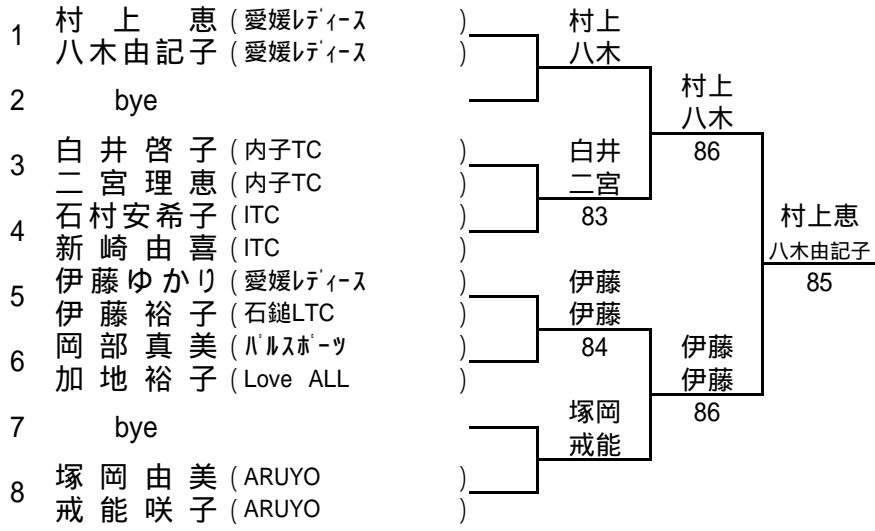 1 村上 恵 (愛媛ﾚﾃﾞｨｰｽ )
八木由記子 (愛媛ﾚﾃﾞｨｰｽ )
2 bye
3 白井啓子 (内子TC )
二宮理恵 (内子TC )
4 石村安希子 (ITC )
新崎由喜 (ITC )
5 伊藤ゆかり (愛媛ﾚﾃﾞｨｰｽ )
伊藤裕子 (石鎚LTC )
6 岡部真美 (ﾊﾟﾙｽﾎﾟｰﾂ )
加地裕子 (Love ALL )
7 bye
8 塚岡由美 (ARUYO )
戒能咲子 (ARUYO )
村上
八木
白井
二宮
83
伊藤
伊藤
84
塚岡
戒能
村上
八木
86
伊藤
伊藤
86
村上恵
八木由記子
85